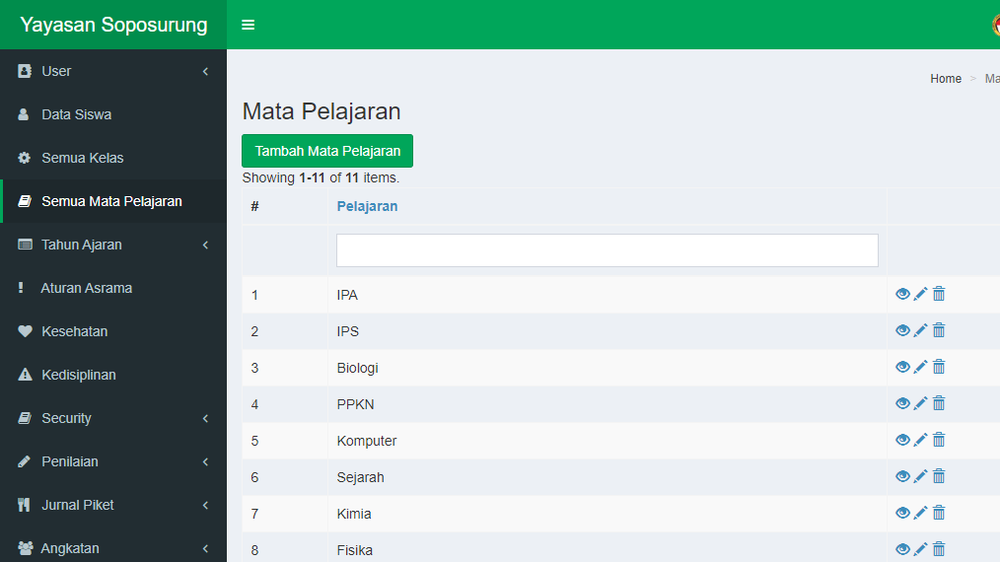 Yayasan Soposurung
User
Data Siswa
Semua Kelas
Semua Mata Pelajaran
Tahun Ajaran
Aturan Asrama
Kesehatan
Kedisiplinan
Security
Penilaian
Jurnal Piket
Angkatan
Home > Ma
Mata Pelajaran
Tambah Mata Pelajaran
Showing 1-11 of 11 items.
# Pelajaran
1 IPA
2 IPS
3 Biologi
4 PPKN
5 Komputer
6 Sejarah
7 Kimia
8 Fisika